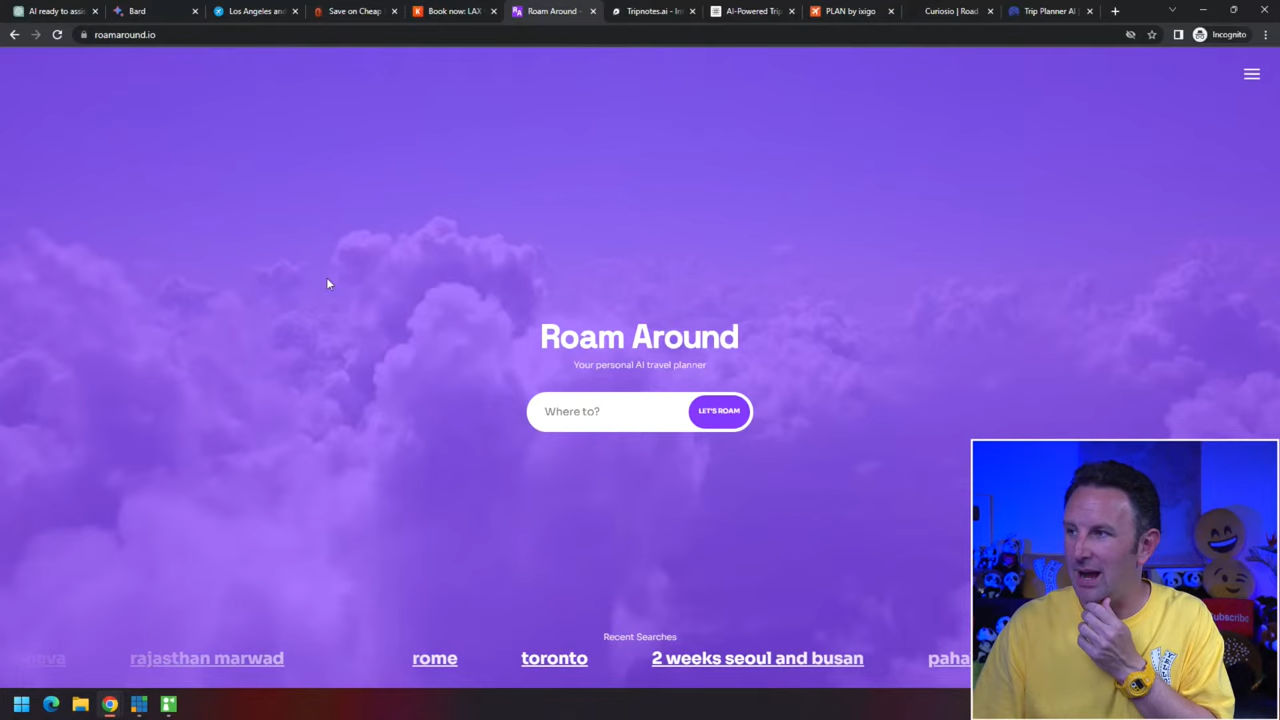 AI ready to assis
Bard
Los Angeles and
Save on Cheap
Book now: LAX
Roam Around -
Tripnotes.ai - In
AI-Powered Trip
PLAN by ixigo
Curiosio | Road
Trip Planner AI |
roamaround.io
Incognito
Roam Around
Your personal AI travel planner
Where to?
LET'S ROAM
Recent Searches
rajasthan marwad
rome
toronto
2 weeks seoul and busan
paha